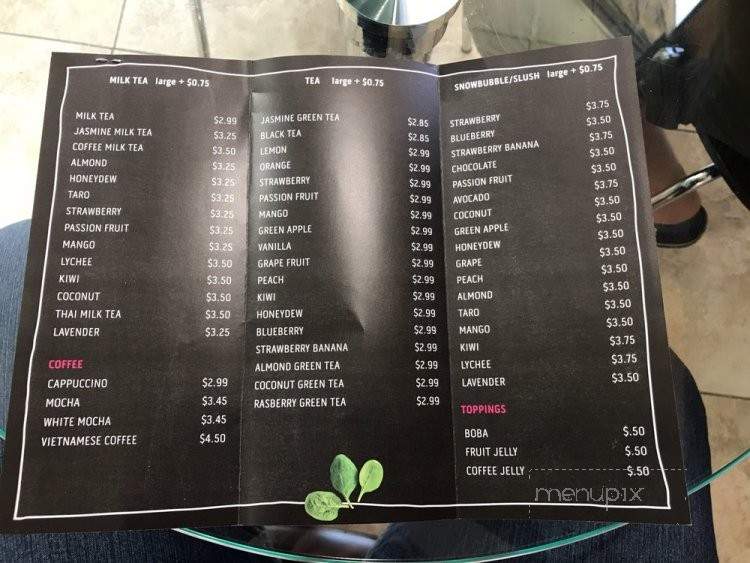 MILK TEA large + $0.75
MILK TEA $2.99
JASMINE MILK TEA $3.25
COFFEE MILK TEA $3.50
ALMOND $3.25
HONEYDEW $3.25
TARO $3.25
STRAWBERRY $3.25
PASSION FRUIT $3.25
MANGO $3.25
LYCHEE $3.50
KIWI $3.50
COCONUT $3.50
THAI MILK TEA $3.50
LAVENDER $3.25
COFFEE
CAPPUCCINO $2.99
MOCHA $3.45
WHITE MOCHA $3.45
VIETNAMESE COFFEE $4.50
TEA large + $0.75
JASMINE GREEN TEA $2.85
BLACK TEA $2.85
LEMON $2.99
ORANGE $2.99
STRAWBERRY $2.99
PASSION FRUIT $2.99
MANGO $2.99
GREEN APPLE $2.99
VANILLA $2.99
GRAPE FRUIT $2.99
PEACH $2.99
KIWI $2.99
HONEYDEW $2.99
BLUEBERRY $2.99
STRAWBERRY BANANA $2.99
ALMOND GREEN TEA $2.99
COCONUT GREEN TEA $2.99
RASBERRY GREEN TEA $2.99
SNOWBUBBLE/SLUSH large + $0.75
STRAWBERRY $3.75
BLUEBERRY $3.50
STRAWBERRY BANANA $3.75
CHOCOLATE $3.50
PASSION FRUIT $3.50
AVOCADO $3.75
COCONUT $3.50
GREEN APPLE $3.50
HONEYDEW $3.50
GRAPE $3.50
PEACH $3.50
ALMOND $3.50
TARO $3.50
MANGO $3.50
KIWI $3.75
LYCHEE $3.75
LAVENDER $3.50
TOPPINGS
BOBA $.50
FRUIT JELLY $.50
COFFEE JELLY $.50
menupix